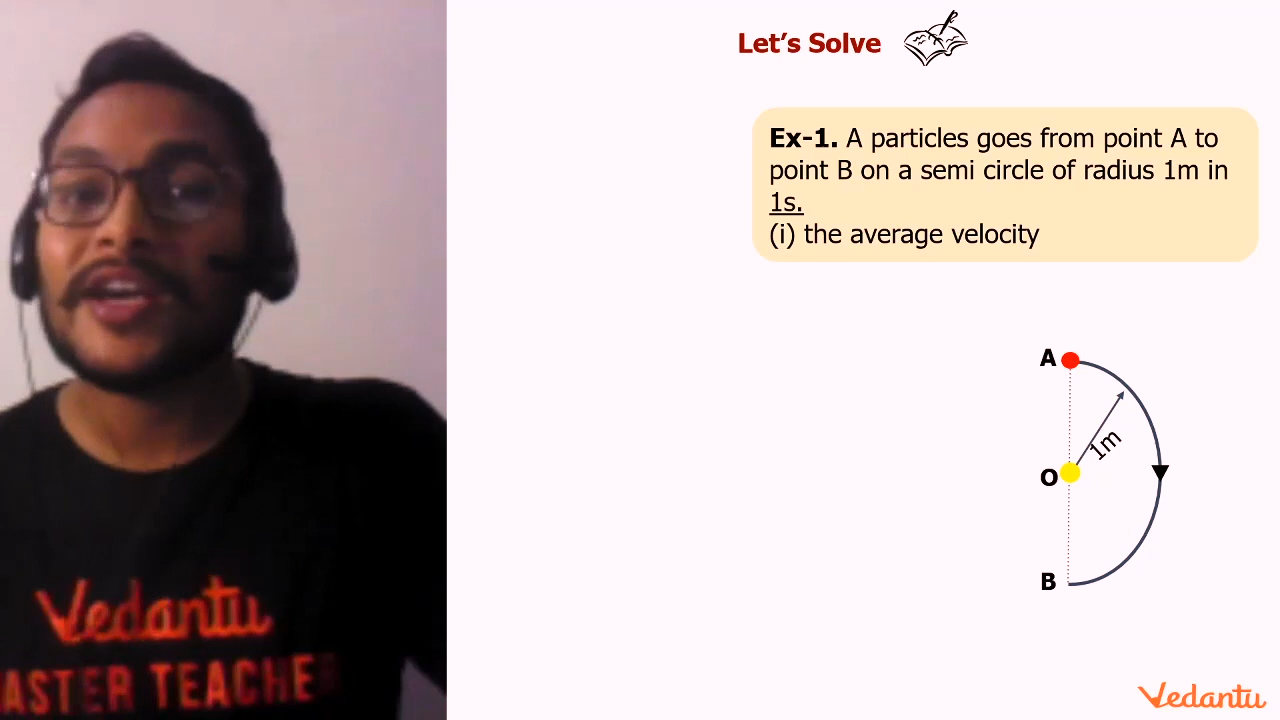 Let's Solve
Ex-1. A particles goes from point A to
point B on a semi circle of radius 1m in
1s.
(i) the average velocity
A
1m
O
B
Vedantu
ASTER TEACHE
Vedantu